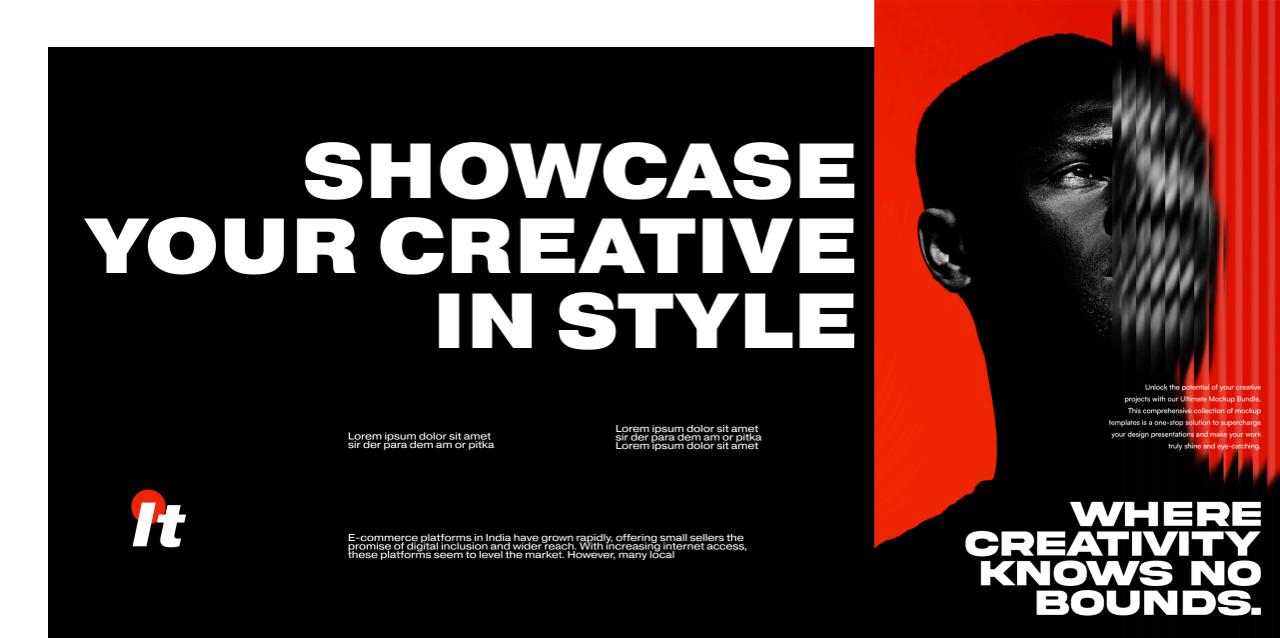 SHOWCASE
YOUR CREATIVE
IN STYLE
Lorem ipsum dolor sit amet
sir der para dem am or pitka
Lorem ipsum dolor sit amet
sir der para dem am or pitka
Lorem ipsum dolor sit amet
It
E-commerce platforms in India have grown rapidly, offering small sellers the
promise of digital inclusion and wider reach. With increasing internet access,
these platforms seem to level the market. However, many local
Unlock the potential of your creative
projects with our Ultimate Mockup Bundle.
This comprehensive collection of mockup
templates is a one-stop solution to supercharge
your design presentations and make your work
truly shine and eye-catching.
WHERE
CREATIVITY
KNOWS NO
BOUNDS.